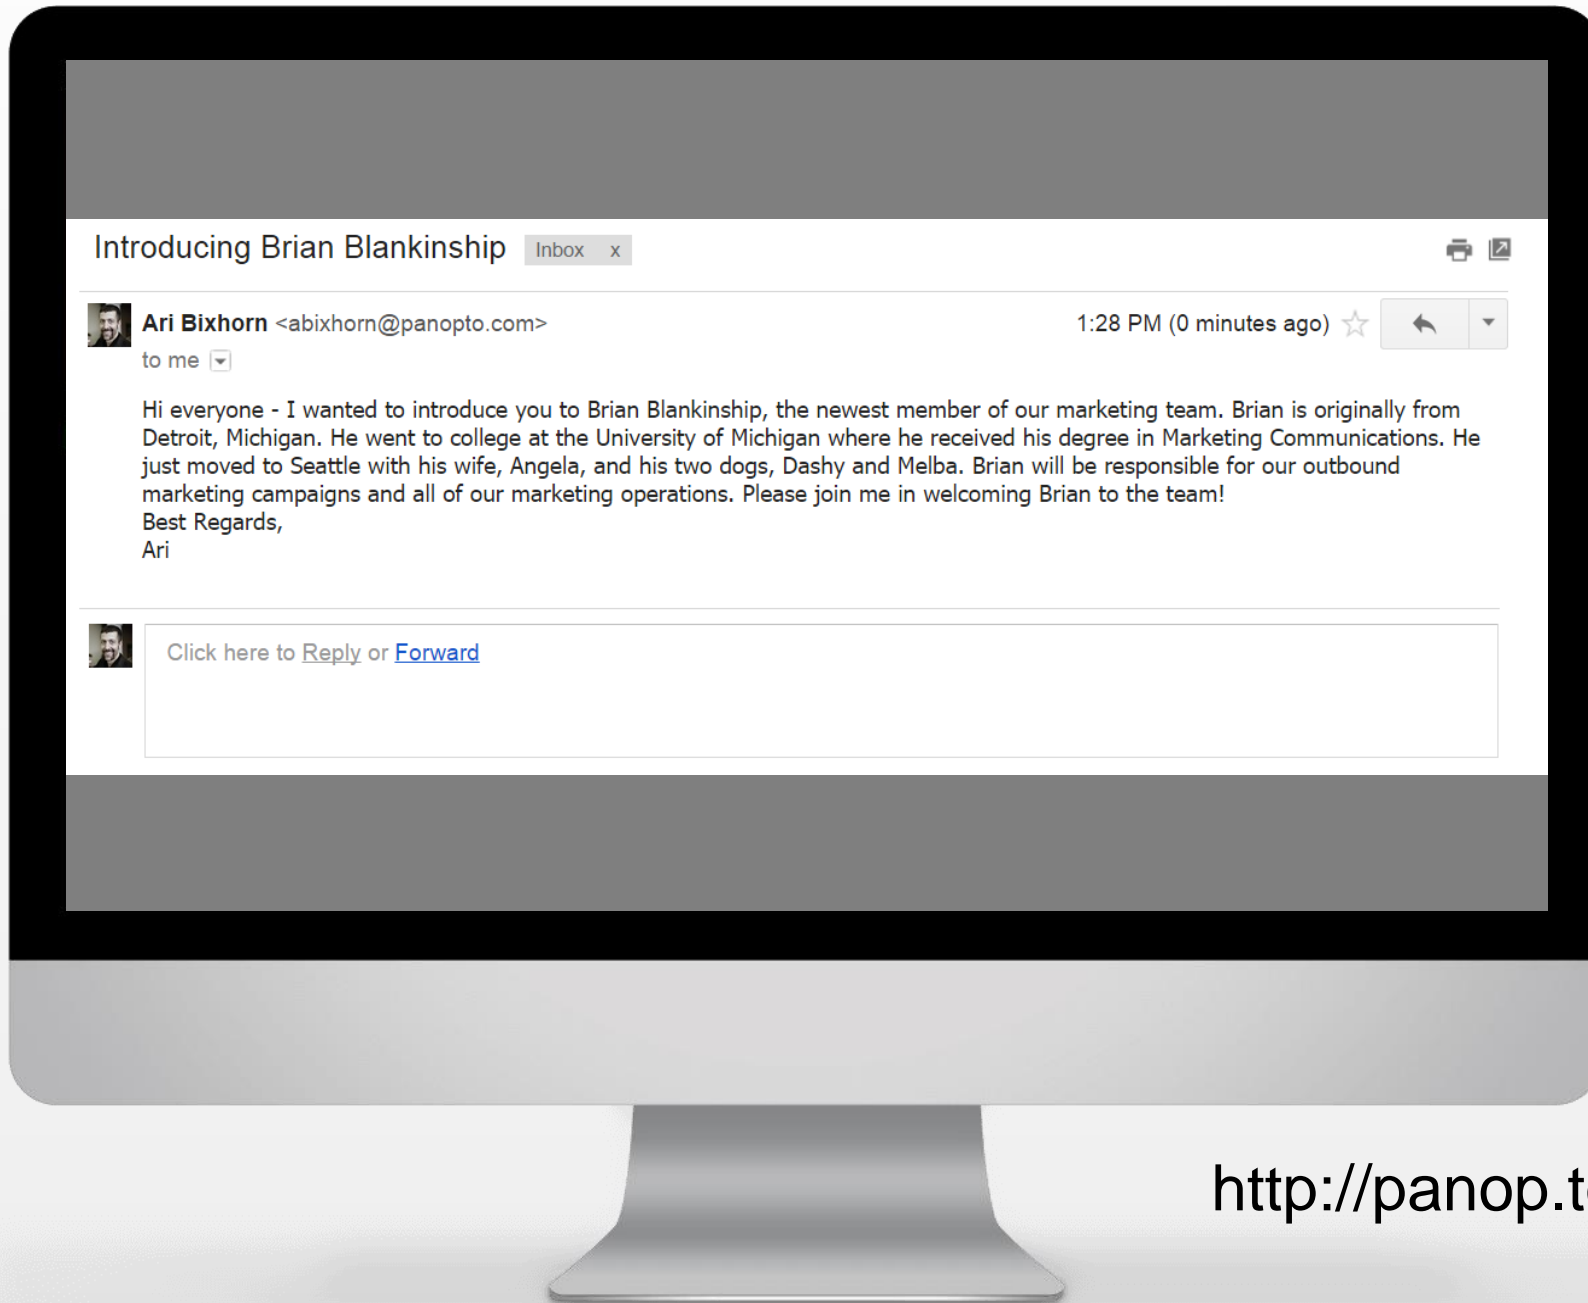 Introducing Brian Blankinship Inbox x
Ari Bixhorn <abixhorn@panopto.com> 1:28 PM (0 minutes ago)
to me
Hi everyone - I wanted to introduce you to Brian Blankinship, the newest member of our marketing team. Brian is originally from
Detroit, Michigan. He went to college at the University of Michigan where he received his degree in Marketing Communications. He
just moved to Seattle with his wife, Angela, and his two dogs, Dashy and Melba. Brian will be responsible for our outbound
marketing campaigns and all of our marketing operations. Please join me in welcoming Brian to the team!
Best Regards,
Ari
Click here to Reply or Forward
http://panop.t